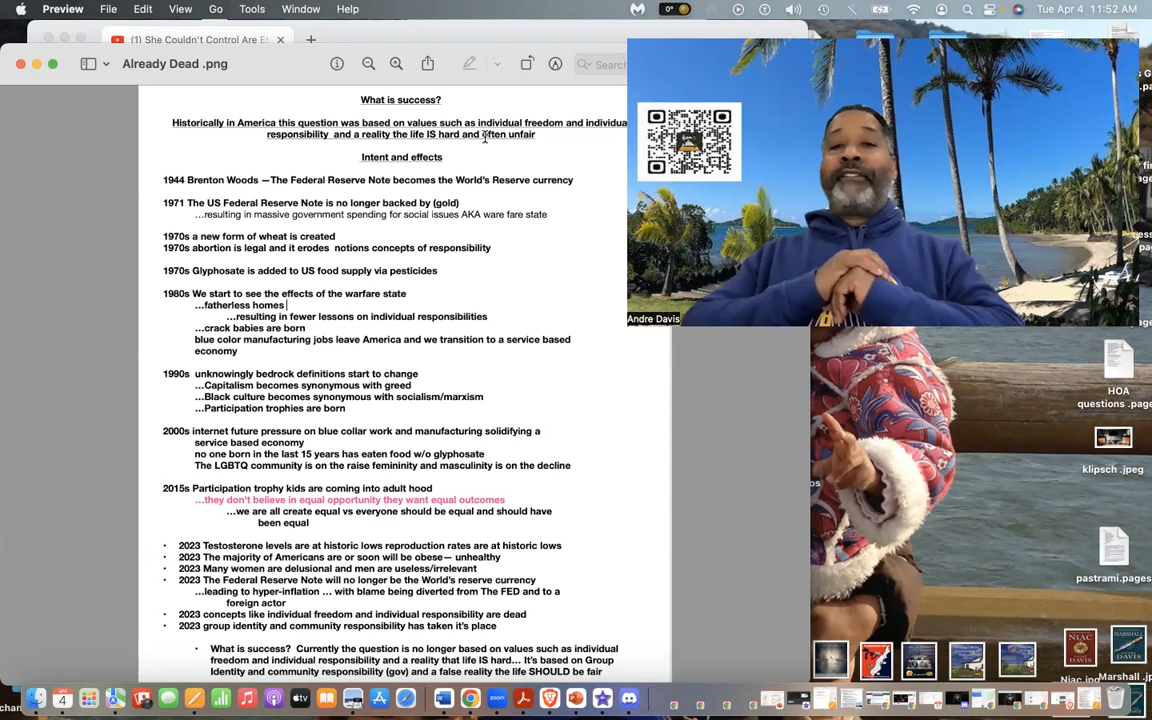 Preview File Edit View Go Tools Window Help
0° Tue Apr 4 11:52 AM
(1) She Couldn't Control Are E
Already Dead .png
Search
What is success?
Historically in America this question was based on values such as individual freedom and individua
responsibility and a reality the life IS hard and often unfair
Intent and effects
1944 Brenton Woods —The Federal Reserve Note becomes the World's Reserve currency
1971 The US Federal Reserve Note is no longer backed by (gold)
...resulting in massive government spending for social issues AKA ware fare state
1970s a new form of wheat is created
1970s abortion is legal and it erodes notions concepts of responsibility
1970s Glyphosate is added to US food supply via pesticides
1980s We start to see the effects of the warfare state
...fatherless homes
...resulting in fewer lessons on individual responsibilities
...crack babies are born
blue color manufacturing jobs leave America and we transition to a service based
economy
1990s unknowingly bedrock definitions start to change
...Capitalism becomes synonymous with greed
...Black culture becomes synonymous with socialism/marxism
...Participation trophies are born
2000s internet future pressure on blue collar work and manufacturing solidifying a
service based economy
no one born in the last 15 years has eaten food w/o glyphosate
The LGBTQ community is on the raise femininity and masculinity is on the decline
2015s Participation trophy kids are coming into adult hood
...they don't believe in equal opportunity they want equal outcomes
...we are all create equal vs everyone should be equal and should have
been equal
· 2023 Testosterone levels are at historic lows reproduction rates are at historic lows
· 2023 The majority of Americans are or soon will be obese— unhealthy
· 2023 Many women are delusional and men are useless/irrelevant
· 2023 The Federal Reserve Note will no longer be the World's reserve currency
...leading to hyper-inflation ... with blame being diverted from The FED and to a
foreign actor
· 2023 concepts like individual freedom and individual responsibility are dead
· 2023 group identity and community responsibility has taken it's place
· What is success? Currently the question is no longer based on values such as individual
freedom and individual responsibility and a reality that life IS hard... It's based on Group
Identity and community responsibility (gov) and a false reality the life SHOULD be fair
Andre Davis
HOA
questions .pages
klipsch .jpeg
pastrami.pages
NIAC
DAVIS
MARSHALL
DAVIS
Niac.jpg
Marshall .j
APR
4
tv